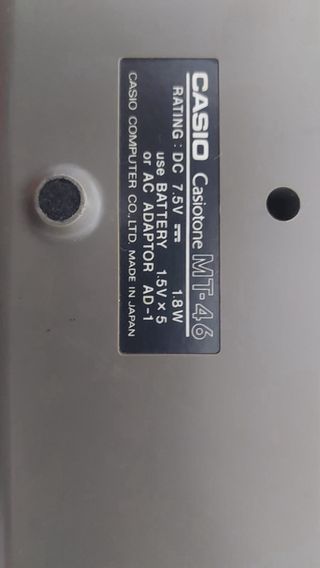 CASIO Casiotone MT-46
RATING : DC 7.5V ⎓ 1.8W
use BATTERY 1.5V × 5
or AC ADAPTOR AD-1
CASIO COMPUTER CO., LTD. MADE IN JAPAN